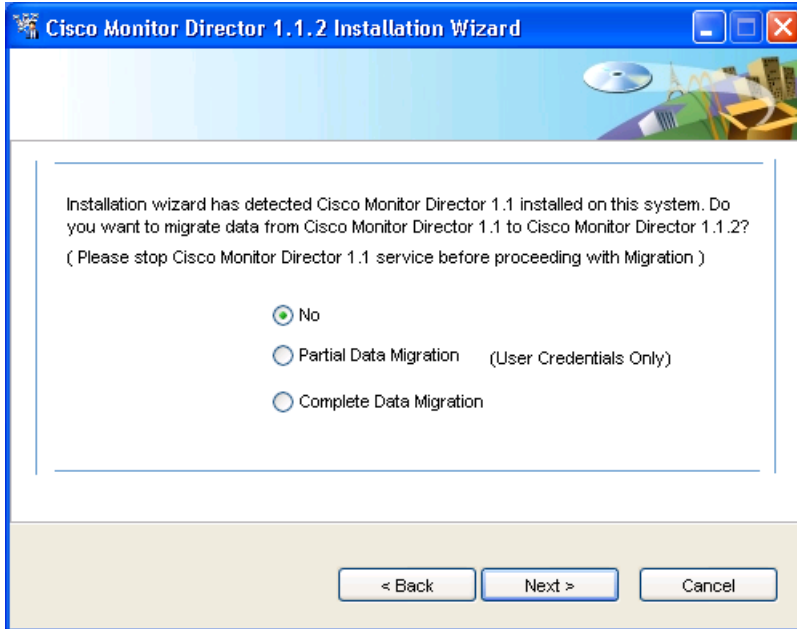 Cisco Monitor Director 1.1.2 Installation Wizard
Installation wizard has detected Cisco Monitor Director 1.1 installed on this system. Do
you want to migrate data from Cisco Monitor Director 1.1 to Cisco Monitor Director 1.1.2?
( Please stop Cisco Monitor Director 1.1 service before proceeding with Migration )
No
Partial Data Migration (User Credentials Only)
Complete Data Migration
< Back Next > Cancel